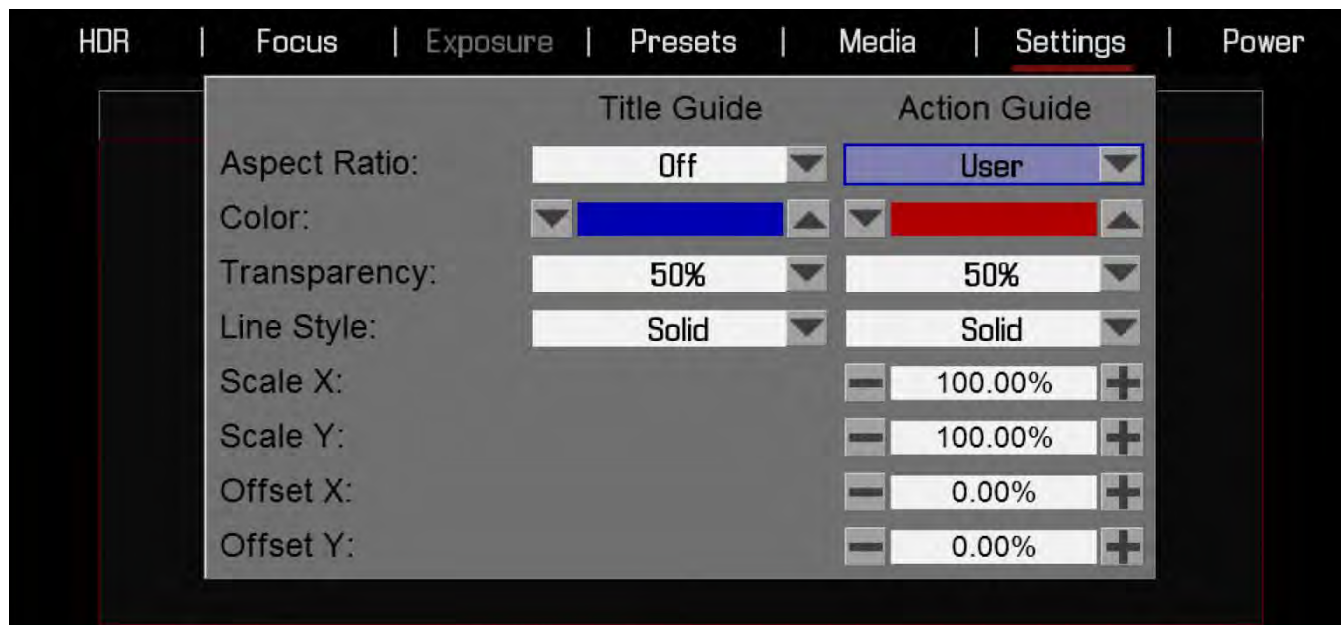 HDR | Focus | Exposure | Presets | Media | Settings | Power
Title Guide Action Guide
Aspect Ratio: Off User
Color:
Transparency: 50% 50%
Line Style: Solid Solid
Scale X: 100.00%
Scale Y: 100.00%
Offset X: 0.00%
Offset Y: 0.00%